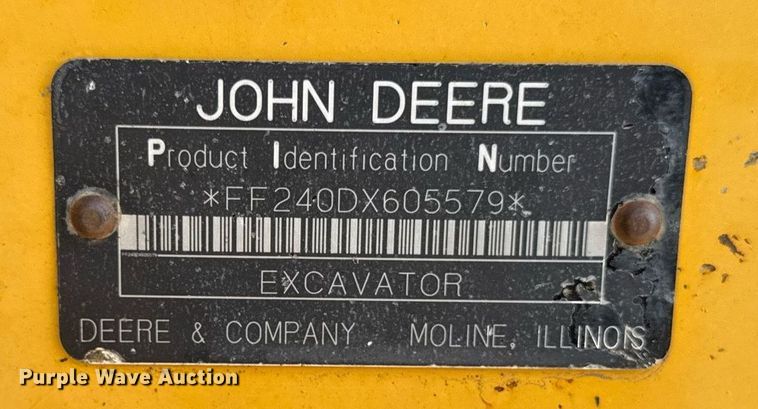 JOHN DEERE
Product Identification Number
*FF240DX605579*
EXCAVATOR
DEERE & COMPANY MOLINE, ILLINOIS
Purple Wave Auction